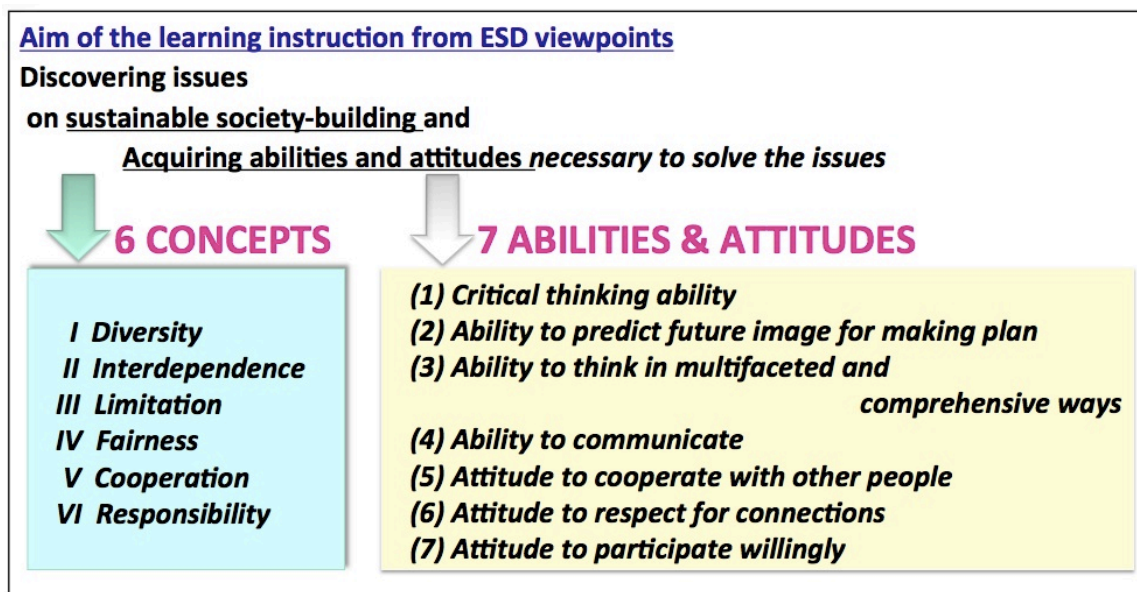 Aim of the learning instruction from ESD viewpoints
Discovering issues
on sustainable society-building and
Acquiring abilities and attitudes necessary to solve the issues
6 CONCEPTS
I Diversity
II Interdependence
III Limitation
IV Fairness
V Cooperation
VI Responsibility
7 ABILITIES & ATTITUDES
(1) Critical thinking ability
(2) Ability to predict future image for making plan
(3) Ability to think in multifaceted and
comprehensive ways
(4) Ability to communicate
(5) Attitude to cooperate with other people
(6) Attitude to respect for connections
(7) Attitude to participate willingly